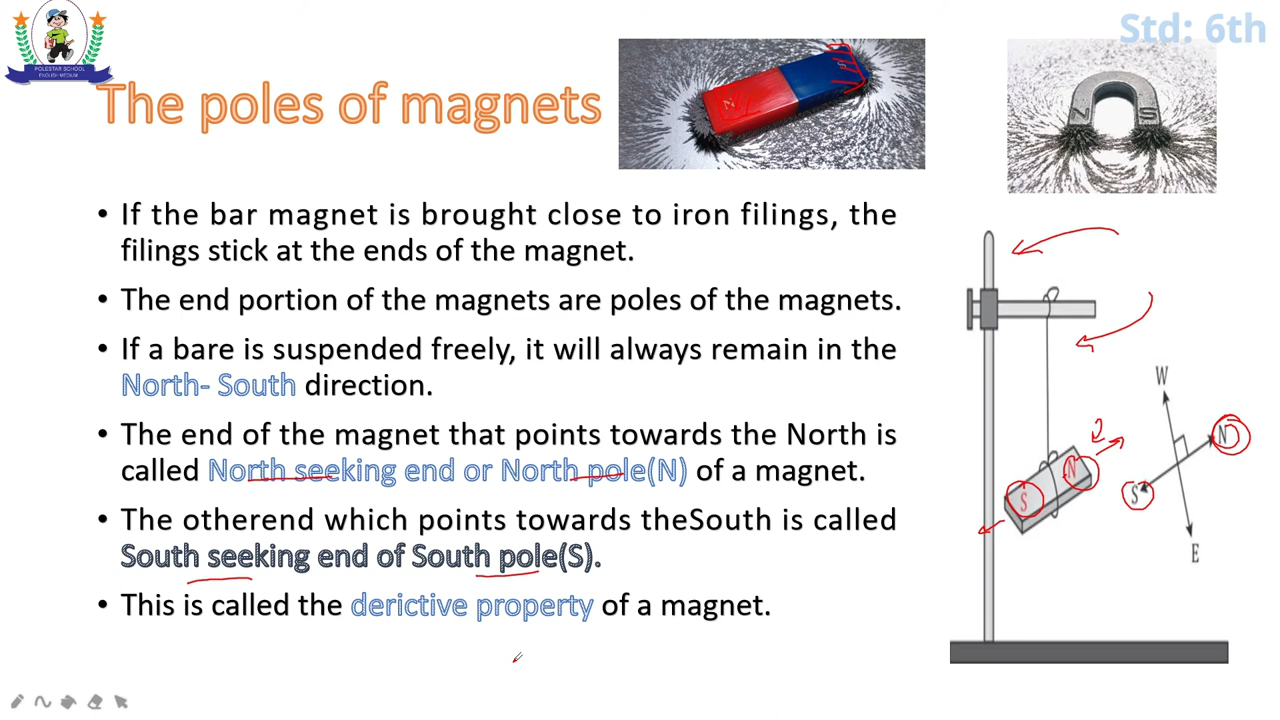 POLESTAR SCHOOL
ENGLISH MEDIUM
Std: 6th
The poles of magnets
N
S
N S
• If the bar magnet is brought close to iron filings, the
filings stick at the ends of the magnet.
• The end portion of the magnets are poles of the magnets.
• If a bare is suspended freely, it will always remain in the
North- South direction.
• The end of the magnet that points towards the North is
called North seeking end or North pole(N) of a magnet.
• The otherend which points towards theSouth is called
South seeking end of South pole(S).
• This is called the derictive property of a magnet.
W
N
S
E
N
S